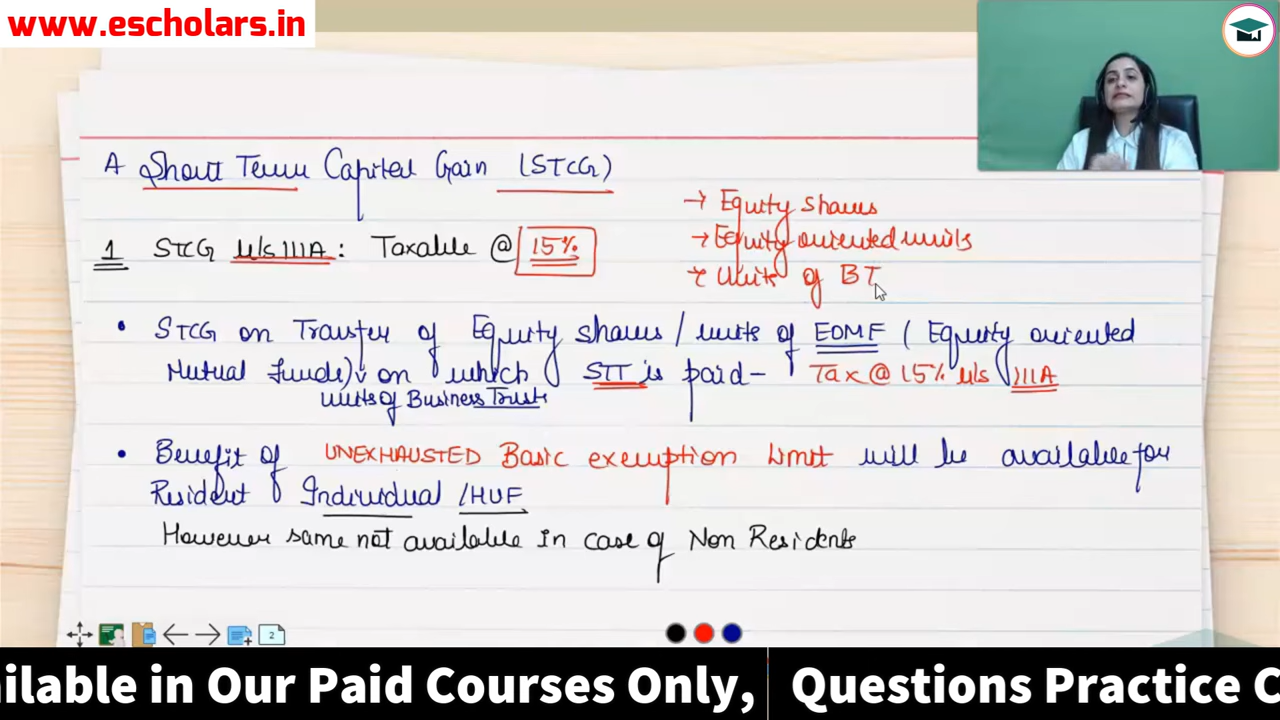 www.escholars.in
A Short Term Capital Gain (STCG)
→ Equity shares
→ Equity oriented units
→ Units of BT
1 STCG u/s 111A : Taxable @ 15%
• STCG on Transfer of Equity shares / units of EOMF ( Equity oriented
Mutual Funds) on which STT is paid - Tax @ 15% u/s 111A
units of Business Trusts
• Benefit of UNEXHAUSTED Basic exemption Limit will be available for
Resident Individual /HUF
However same not available in case of Non Residents
2
ilable in Our Paid Courses Only, Questions Practice C